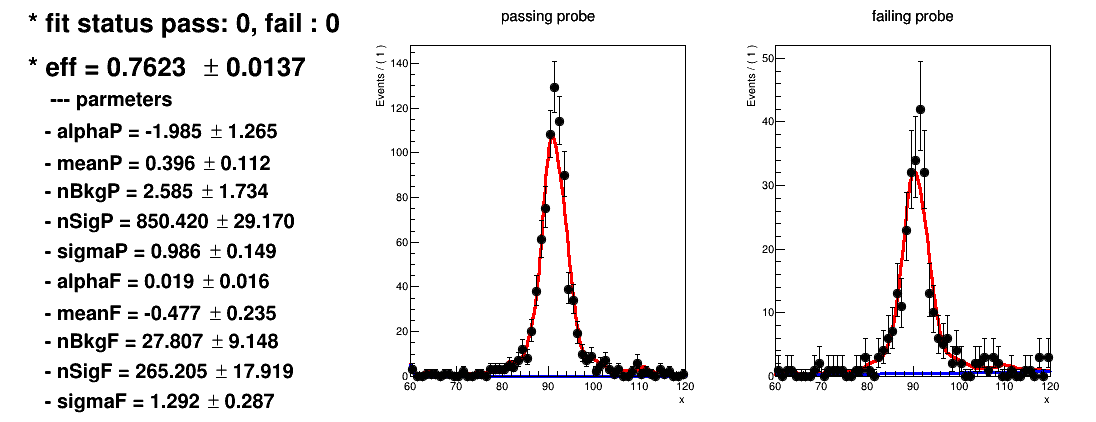 * fit status pass: 0, fail : 0
* eff = 0.7623 ± 0.0137
--- parmeters
- alphaP = -1.985 ± 1.265
- meanP = 0.396 ± 0.112
- nBkgP = 2.585 ± 1.734
- nSigP = 850.420 ± 29.170
- sigmaP = 0.986 ± 0.149
- alphaF = 0.019 ± 0.016
- meanF = -0.477 ± 0.235
- nBkgF = 27.807 ± 9.148
- nSigF = 265.205 ± 17.919
- sigmaF = 1.292 ± 0.287
passing probe
Events / ( 1 )
140
120
100
80
60
40
20
0
60 70 80 90 100 110 120
x
failing probe
Events / ( 1 )
50
40
30
20
10
0
60 70 80 90 100 110 120
x